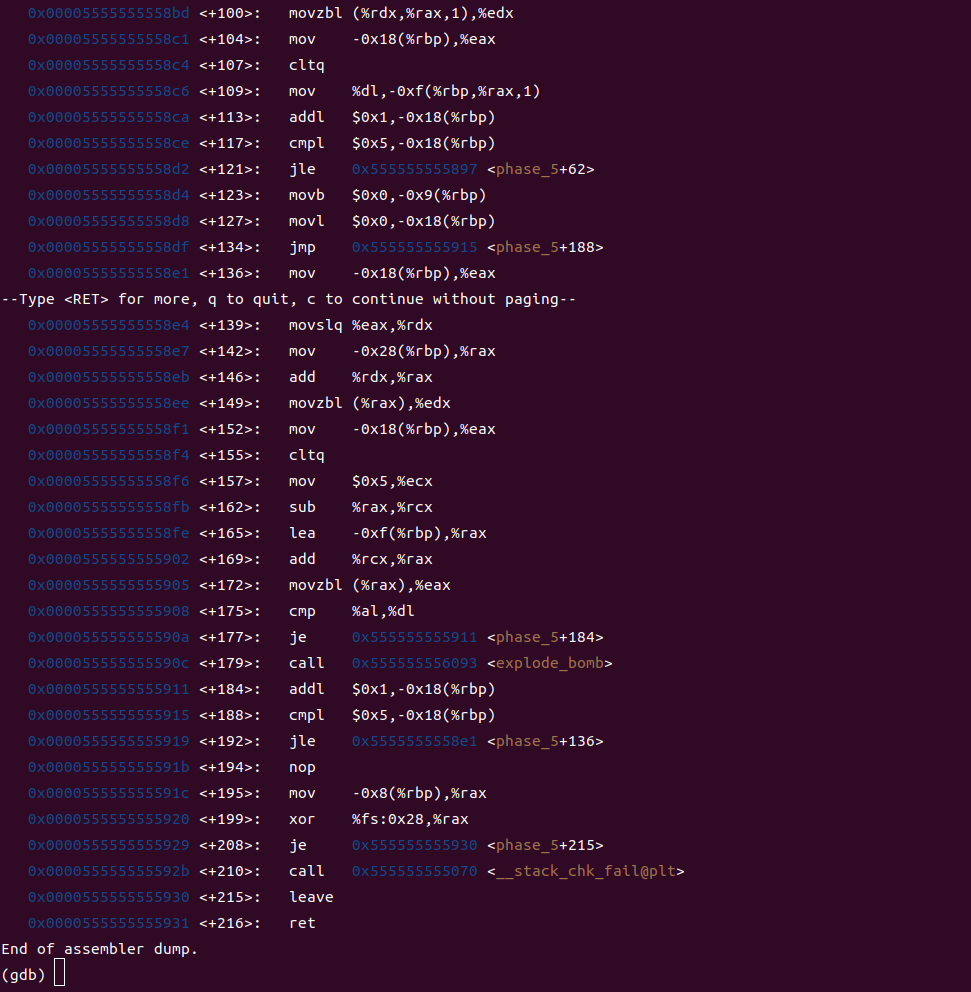 0x00005555555558bd <+100>: movzbl (%rdx,%rax,1),%edx
0x00005555555558c1 <+104>: mov -0x18(%rbp),%eax
0x00005555555558c4 <+107>: cltq
0x00005555555558c6 <+109>: mov %dl,-0xf(%rbp,%rax,1)
0x00005555555558ca <+113>: addl $0x1,-0x18(%rbp)
0x00005555555558ce <+117>: cmpl $0x5,-0x18(%rbp)
0x00005555555558d2 <+121>: jle 0x555555555897 <phase_5+62>
0x00005555555558d4 <+123>: movb $0x0,-0x9(%rbp)
0x00005555555558d8 <+127>: movl $0x0,-0x18(%rbp)
0x00005555555558df <+134>: jmp 0x555555555915 <phase_5+188>
0x00005555555558e1 <+136>: mov -0x18(%rbp),%eax
--Type <RET> for more, q to quit, c to continue without paging--
0x00005555555558e4 <+139>: movslq %eax,%rdx
0x00005555555558e7 <+142>: mov -0x28(%rbp),%rax
0x00005555555558eb <+146>: add %rdx,%rax
0x00005555555558ee <+149>: movzbl (%rax),%edx
0x00005555555558f1 <+152>: mov -0x18(%rbp),%eax
0x00005555555558f4 <+155>: cltq
0x00005555555558f6 <+157>: mov $0x5,%ecx
0x00005555555558fb <+162>: sub %rax,%rcx
0x00005555555558fe <+165>: lea -0xf(%rbp),%rax
0x0000555555555902 <+169>: add %rcx,%rax
0x0000555555555905 <+172>: movzbl (%rax),%eax
0x0000555555555908 <+175>: cmp %al,%dl
0x000055555555590a <+177>: je 0x555555555911 <phase_5+184>
0x000055555555590c <+179>: call 0x555555556093 <explode_bomb>
0x0000555555555911 <+184>: addl $0x1,-0x18(%rbp)
0x0000555555555915 <+188>: cmpl $0x5,-0x18(%rbp)
0x0000555555555919 <+192>: jle 0x5555555558e1 <phase_5+136>
0x000055555555591b <+194>: nop
0x000055555555591c <+195>: mov -0x8(%rbp),%rax
0x0000555555555920 <+199>: xor %fs:0x28,%rax
0x0000555555555929 <+208>: je 0x555555555930 <phase_5+215>
0x000055555555592b <+210>: call 0x555555555070 <__stack_chk_fail@plt>
0x0000555555555930 <+215>: leave
0x0000555555555931 <+216>: ret
End of assembler dump.
(gdb)